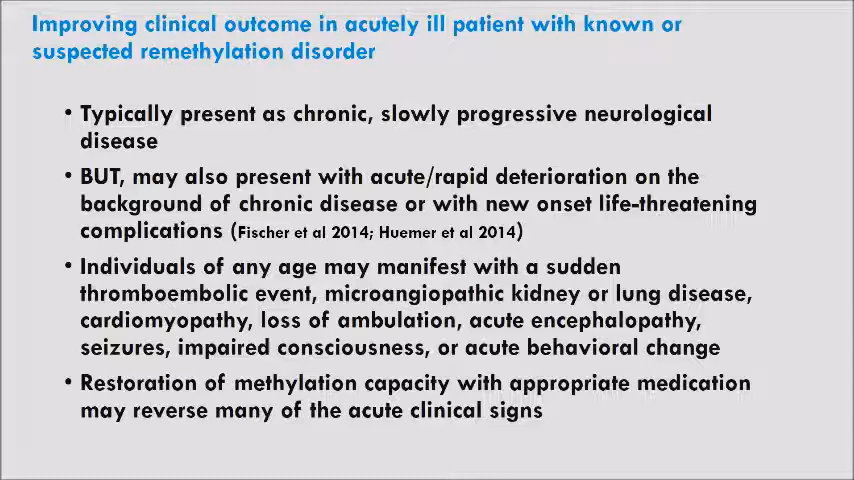 Improving clinical outcome in acutely ill patient with known or
suspected remethylation disorder
• Typically present as chronic, slowly progressive neurological
disease
• BUT, may also present with acute/rapid deterioration on the
background of chronic disease or with new onset life-threatening
complications (Fischer et al 2014; Huemer et al 2014)
• Individuals of any age may manifest with a sudden
thromboembolic event, microangiopathic kidney or lung disease,
cardiomyopathy, loss of ambulation, acute encephalopathy,
seizures, impaired consciousness, or acute behavioral change
• Restoration of methylation capacity with appropriate medication
may reverse many of the acute clinical signs